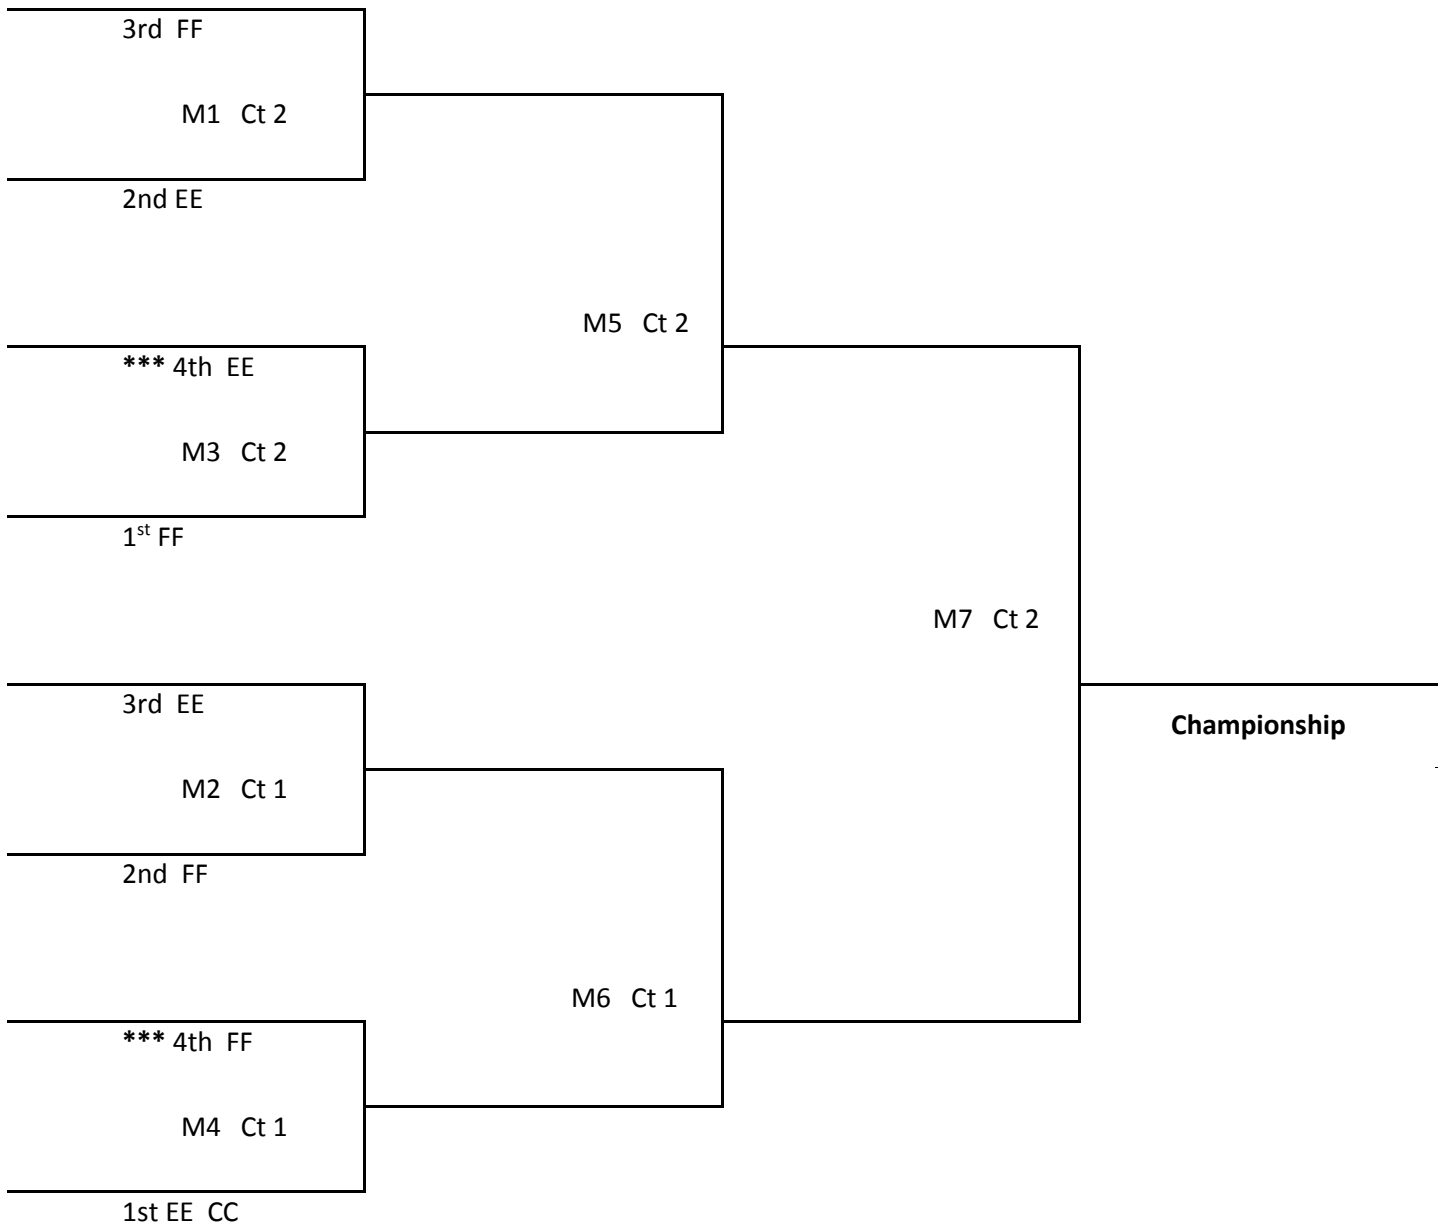 3rd  FF
M1  Ct 2
2nd EE
M5  Ct 2
*** 4th  EE
M3  Ct 2
1st FF
M7  Ct 2
3rd  EE
Championship
M2  Ct 1
2nd  FF
M6  Ct 1
*** 4th  FF
M4  Ct 1
1st EE  CC